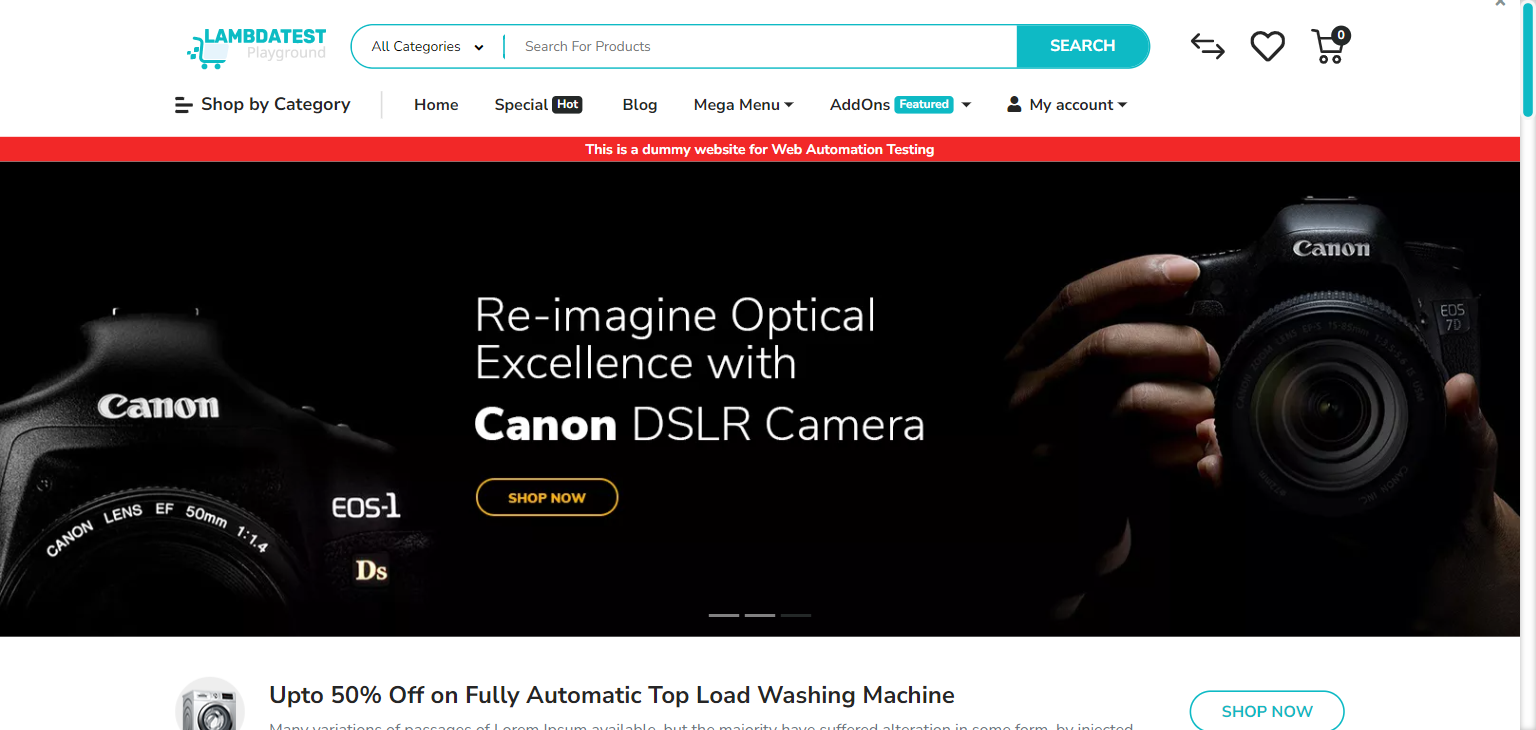 LAMBDATEST
Playground
All Categories
Search For Products
SEARCH
0
Shop by Category
Home
Special Hot
Blog
Mega Menu
AddOns Featured
My account
This is a dummy website for Web Automation Testing
Canon
EOS
7D
Re-imagine Optical
Excellence with
Canon DSLR Camera
SHOP NOW
Canon
EOS-1
Ds
CANON LENS EF 50mm 1:1.4
Upto 50% Off on Fully Automatic Top Load Washing Machine
SHOP NOW
Many variations of passages of Lorem Ipsum available, but the majority have suffered alteration in some form, by injected